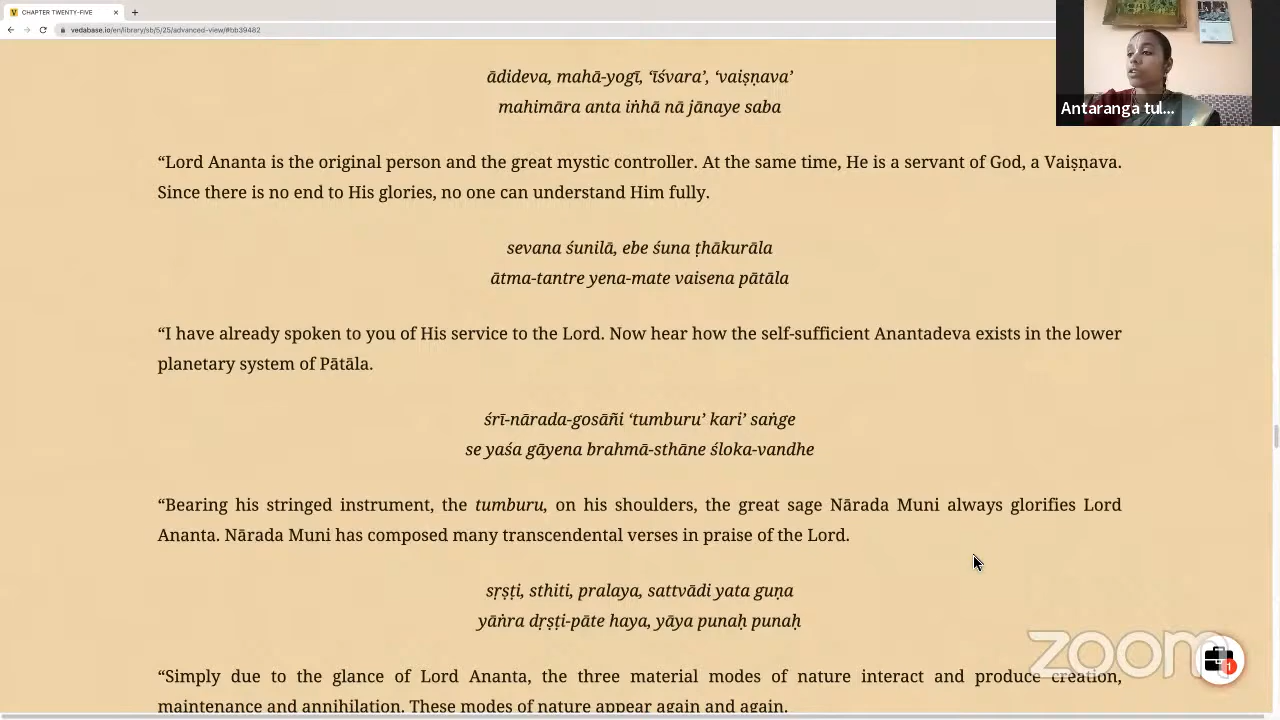 CHAPTER TWENTY-FIVE
vedabase.io/en/library/sb/5/25/advanced-view/#bb39482
Antaranga tul...
ādideva, mahā-yogī, ‘īśvara’, ‘vaiṣṇava’
mahimāra anta iṅhā nā jānaye saba
“Lord Ananta is the original person and the great mystic controller. At the same time, He is a servant of God, a Vaiṣṇava.
Since there is no end to His glories, no one can understand Him fully.
sevana śunilā, ebe śuna ṭhākurāla
ātma-tantre yena-mate vaisena pātāla
“I have already spoken to you of His service to the Lord. Now hear how the self-sufficient Anantadeva exists in the lower
planetary system of Pātāla.
śrī-nārada-gosāñi ‘tumburu’ kari’ saṅge
se yaśa gāyena brahmā-sthāne śloka-vandhe
“Bearing his stringed instrument, the tumburu, on his shoulders, the great sage Nārada Muni always glorifies Lord
Ananta. Nārada Muni has composed many transcendental verses in praise of the Lord.
sṛṣṭi, sthiti, pralaya, sattvādi yata guṇa
yāṅra dṛṣṭi-pāte haya, yāya punaḥ punaḥ
“Simply due to the glance of Lord Ananta, the three material modes of nature interact and produce creation,
maintenance and annihilation. These modes of nature appear again and again.
zoom
1